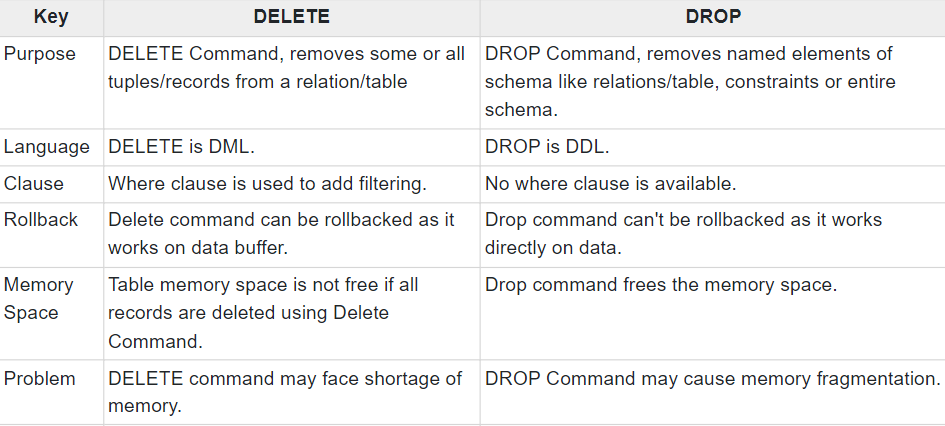 Key DELETE DROP
Purpose DELETE Command, removes some or all DROP Command, removes named elements of
tuples/records from a relation/table schema like relations/table, constraints or entire
schema.
Language DELETE is DML. DROP is DDL.
Clause Where clause is used to add filtering. No where clause is available.
Rollback Delete command can be rollbacked as it Drop command can't be rollbacked as it works
works on data buffer. directly on data.
Memory Table memory space is not free if all Drop command frees the memory space.
Space records are deleted using Delete
Command.
Problem DELETE command may face shortage of DROP Command may cause memory fragmentation.
memory.